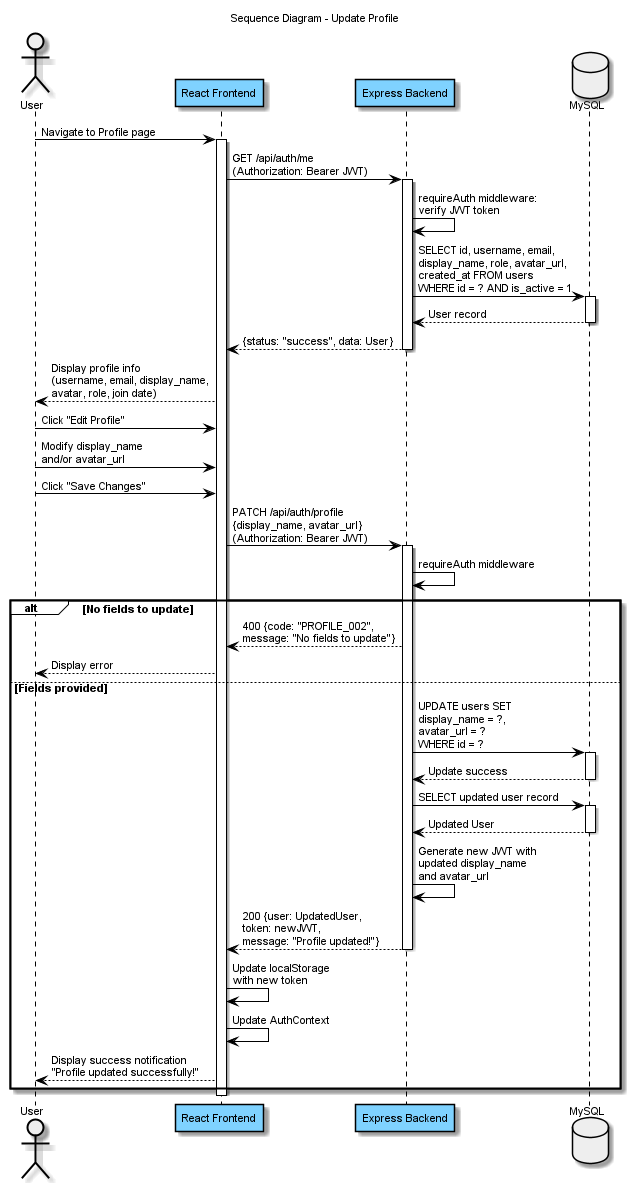 Sequence Diagram - Update Profile
User
React Frontend
Express Backend
MySQL
Navigate to Profile page
GET /api/auth/me
(Authorization: Bearer JWT)
requireAuth middleware:
verify JWT token
SELECT id, username, email,
display_name, role, avatar_url,
created_at FROM users
WHERE id = ? AND is_active = 1
User record
{status: "success", data: User}
Display profile info
(username, email, display_name,
avatar, role, join date)
Click "Edit Profile"
Modify display_name
and/or avatar_url
Click "Save Changes"
PATCH /api/auth/profile
{display_name, avatar_url}
(Authorization: Bearer JWT)
requireAuth middleware
alt
[No fields to update]
400 {code: "PROFILE_002",
message: "No fields to update"}
Display error
[Fields provided]
UPDATE users SET
display_name = ?,
avatar_url = ?
WHERE id = ?
Update success
SELECT updated user record
Updated User
Generate new JWT with
updated display_name
and avatar_url
200 {user: UpdatedUser,
token: newJWT,
message: "Profile updated!"}
Update localStorage
with new token
Update AuthContext
Display success notification
"Profile updated successfully!"
User
React Frontend
Express Backend
MySQL